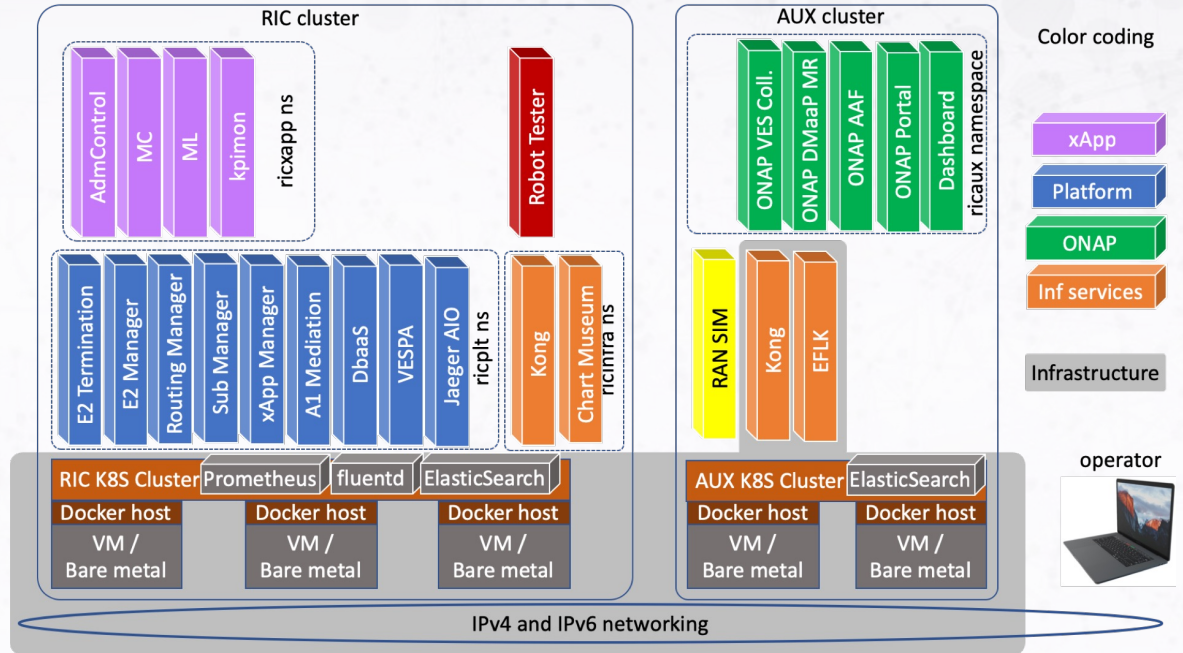 RIC cluster
AUX cluster
Color coding
AdmControl
MC
ML
kpimon
ricxapp ns
Robot Tester
ONAP VES Coll.
ONAP DMaaP MR
ONAP AAF
ONAP Portal
Dashboard
ricaux namespace
xApp
Platform
ONAP
Inf services
Infrastructure
E2 Termination
E2 Manager
Routing Manager
Sub Manager
xApp Manager
A1 Mediation
DbaaS
VESPA
Jaeger AIO
ricplt ns
Kong
Chart Museum
ricintra ns
RAN SIM
Kong
EFLK
operator
RIC K8S Cluster
Prometheus
fluentd
ElasticSearch
AUX K8S Cluster
ElasticSearch
Docker host
Docker host
Docker host
Docker host
Docker host
VM /
Bare metal
VM /
Bare metal
VM /
Bare metal
VM /
Bare metal
VM /
Bare metal
IPv4 and IPv6 networking